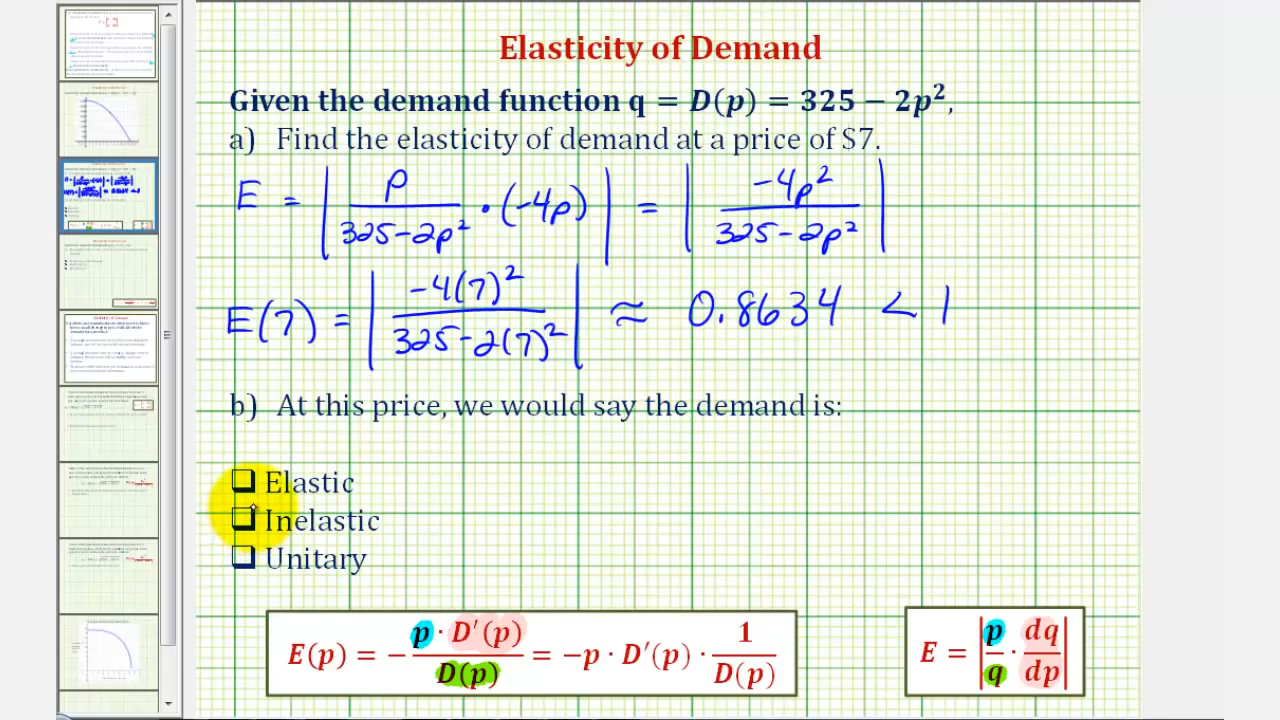 Elasticity of Demand
Given the demand function q = D(p) = 325 − 2p²,
a) Find the elasticity of demand at a price of $7.
E = | p / (325 − 2p²) · (−4p) | = | −4p² / (325 − 2p²) |
E(7) = | −4(7)² / (325 − 2(7)²) | ≈ 0.8634 < 1
b) At this price, we would say the demand is:
❑ Elastic
❑ Inelastic
❑ Unitary
E(p) = − p · D′(p) / D(p) = −p · D′(p) · 1 / D(p)
E = | p/q · dq/dp |